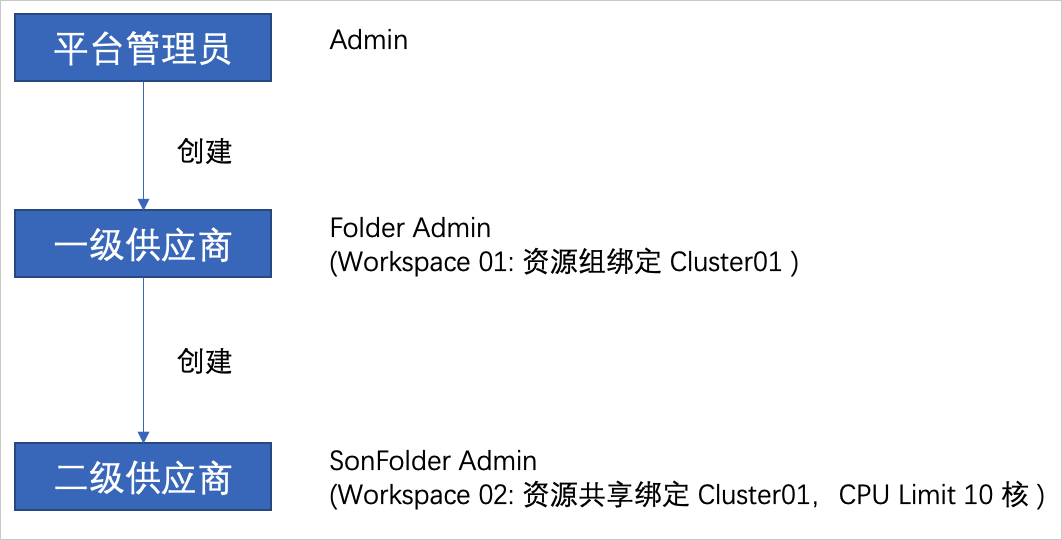 平台管理员
Admin
创建
一级供应商
Folder Admin
(Workspace 01: 资源组绑定 Cluster01 )
创建
二级供应商
SonFolder Admin
(Workspace 02: 资源共享绑定 Cluster01，CPU Limit 10 核 )